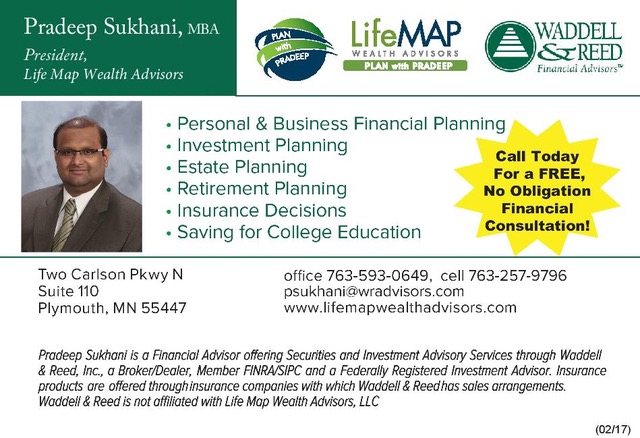 Pradeep Sukhani, MBA
President,
Life Map Wealth Advisors
PLAN
with
PRADEEP
LifeMAP
WEALTH ADVISORS
PLAN with PRADEEP
WADDELL
& REED
Financial Advisors™
• Personal & Business Financial Planning
• Investment Planning
• Estate Planning
• Retirement Planning
• Insurance Decisions
• Saving for College Education
Call Today
For a FREE,
No Obligation
Financial
Consultation!
Two Carlson Pkwy N
Suite 110
Plymouth, MN 55447
office 763-593-0649, cell 763-257-9796
psukhani@wradvisors.com
www.lifemapwealthadvisors.com
Pradeep Sukhani is a Financial Advisor offering Securities and Investment Advisory Services through Waddell
& Reed, Inc., a Broker/Dealer, Member FINRA/SIPC and a Federally Registered Investment Advisor. Insurance
products are offered through insurance companies with which Waddell & Reed has sales arrangements.
Waddell & Reed is not affiliated with Life Map Wealth Advisors, LLC
(02/17)